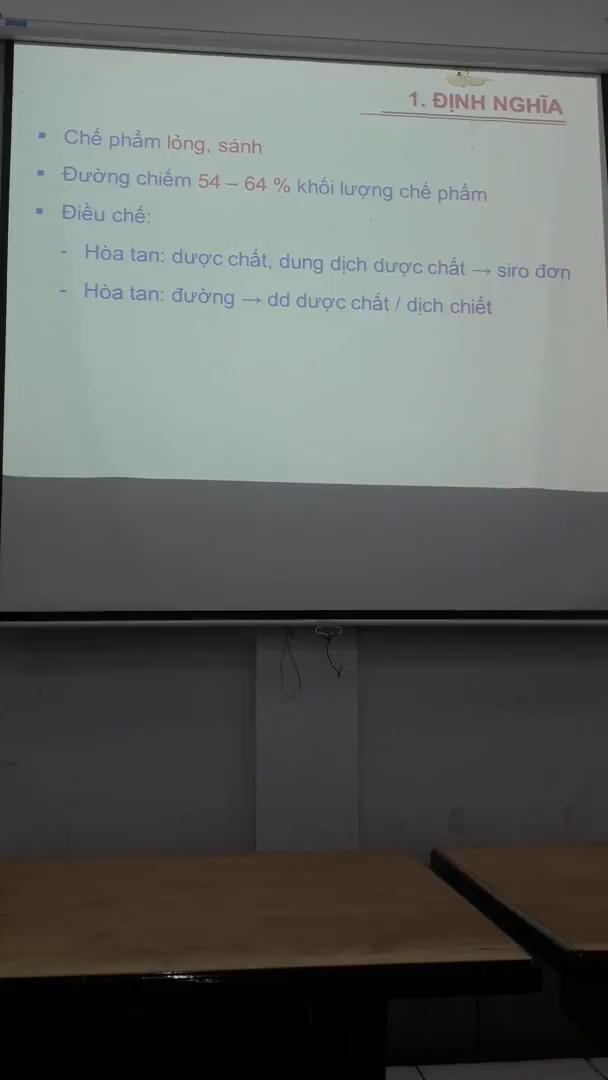 1. ĐỊNH NGHĨA
▪ Chế phẩm lỏng, sánh
▪ Đường chiếm 54 – 64 % khối lượng chế phẩm
▪ Điều chế:
- Hòa tan: dược chất, dung dịch dược chất → siro đơn
- Hòa tan: đường → dd dược chất / dịch chiết